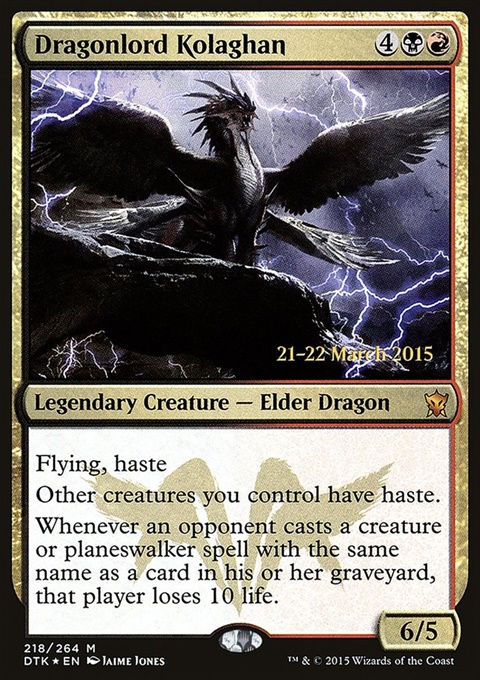 Dragonlord Kolaghan 4
21–22 March 2015
Legendary Creature — Elder Dragon
Flying, haste
Other creatures you control have haste.
Whenever an opponent casts a creature
or planeswalker spell with the same
name as a card in his or her graveyard,
that player loses 10 life.
6/5
218/264 M
DTK ★ EN Jaime Jones
™ & © 2015 Wizards of the Coast